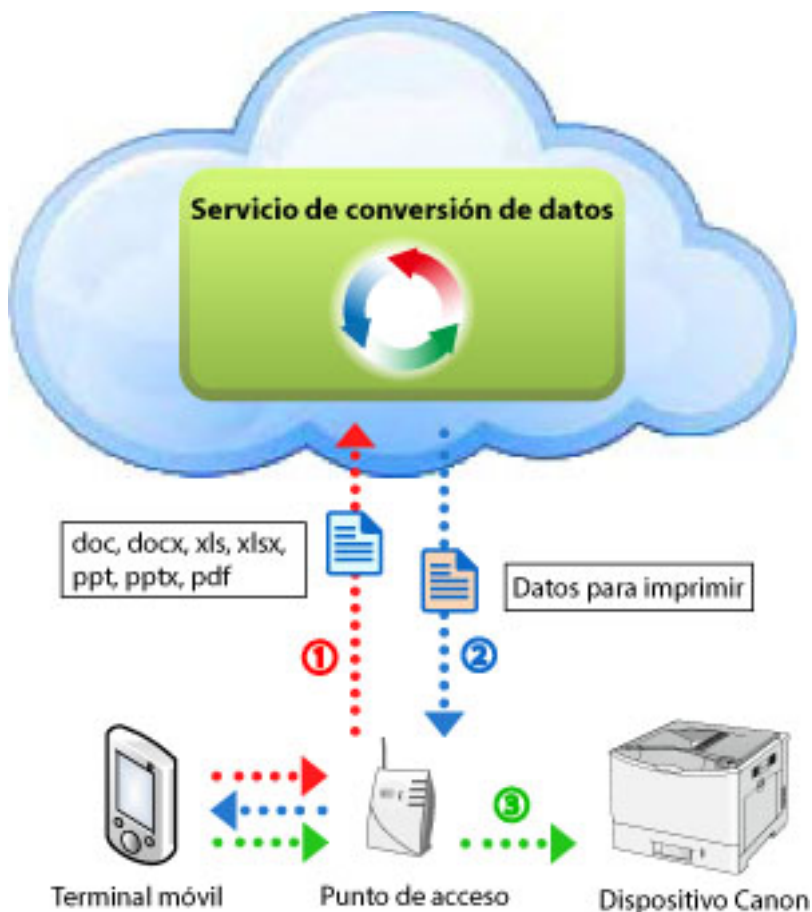 Servicio de conversión de datos
doc, docx, xls, xlsx,
ppt, pptx, pdf
Datos para imprimir
①
②
③
Terminal móvil
Punto de acceso
Dispositivo Canon